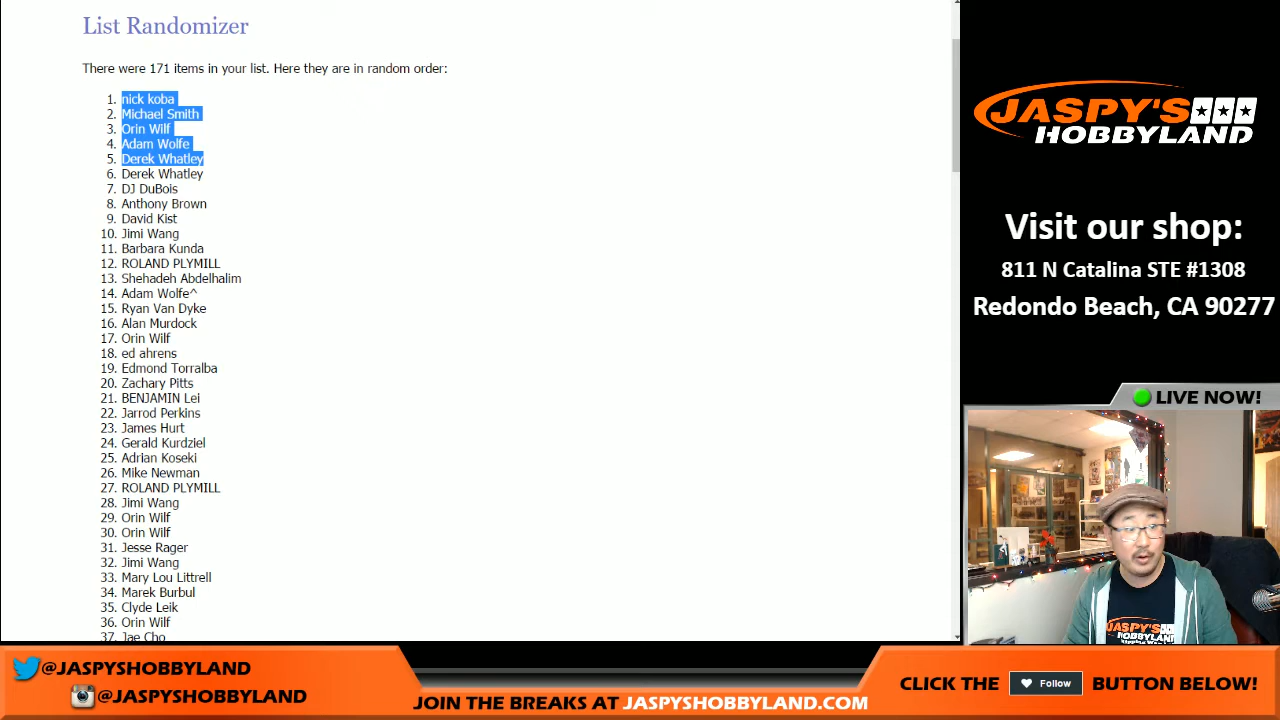 List Randomizer
There were 171 items in your list. Here they are in random order:
1. nick koba
2. Michael Smith
3. Orin Wilf
4. Adam Wolfe
5. Derek Whatley
6. Derek Whatley
7. DJ DuBois
8. Anthony Brown
9. David Kist
10. Jimi Wang
11. Barbara Kunda
12. ROLAND PLYMILL
13. Shehadeh Abdelhalim
14. Adam Wolfe^
15. Ryan Van Dyke
16. Alan Murdock
17. Orin Wilf
18. ed ahrens
19. Edmond Torralba
20. Zachary Pitts
21. BENJAMIN Lei
22. Jarrod Perkins
23. James Hurt
24. Gerald Kurdziel
25. Adrian Koseki
26. Mike Newman
27. ROLAND PLYMILL
28. Jimi Wang
29. Orin Wilf
30. Orin Wilf
31. Jesse Rager
32. Jimi Wang
33. Mary Lou Littrell
34. Marek Burbul
35. Clyde Leik
36. Orin Wilf
37. Jae Cho
JASPY'S
HOBBYLAND
Visit our shop:
811 N Catalina STE #1308
Redondo Beach, CA 90277
LIVE NOW!
JASPY'S
HOBBYLAND
@JASPYSHOBBYLAND
@JASPYSHOBBYLAND
JOIN THE BREAKS AT JASPYSHOBBYLAND.COM
CLICK THE Follow BUTTON BELOW!